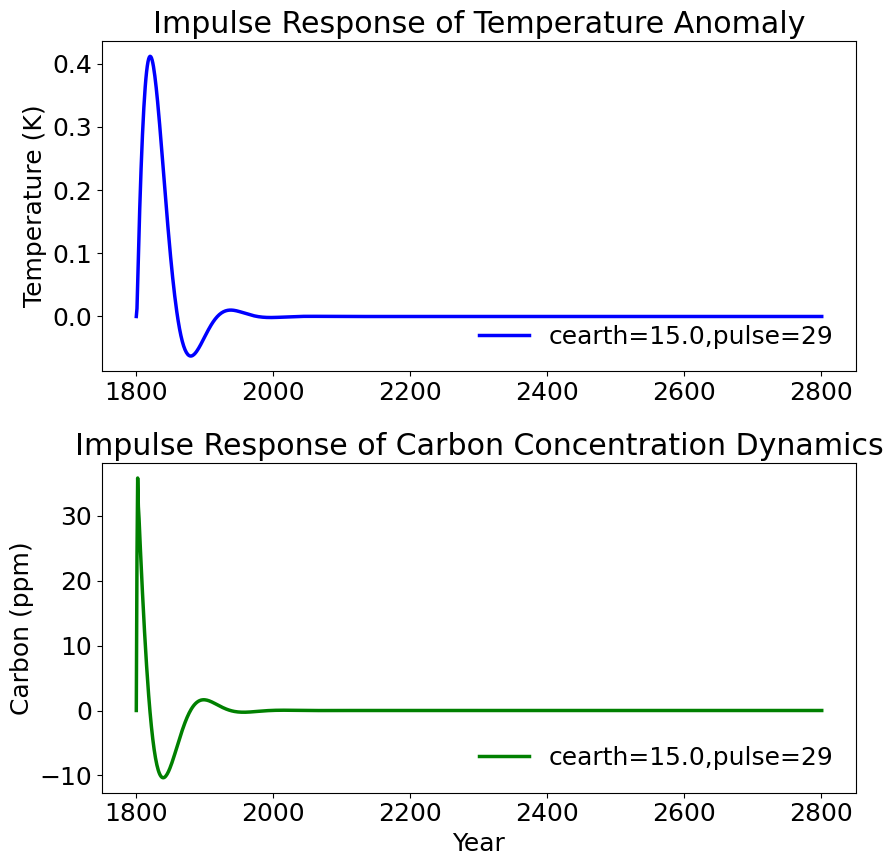 Impulse Response of Temperature Anomaly
Temperature (K)
0.4
0.3
0.2
0.1
0.0
cearth=15.0,pulse=29
1800 2000 2200 2400 2600 2800
Impulse Response of Carbon Concentration Dynamics
Carbon (ppm)
30
20
10
0
−10
cearth=15.0,pulse=29
1800 2000 2200 2400 2600 2800
Year